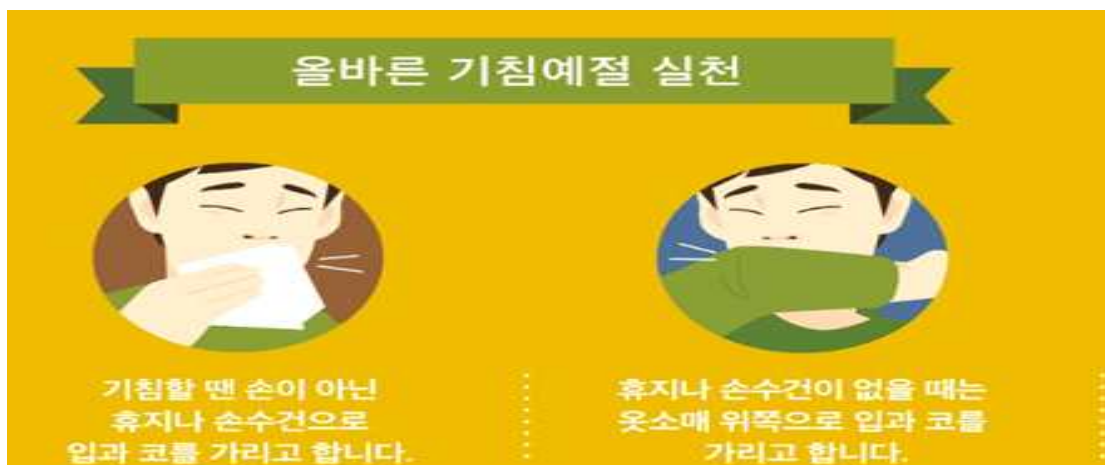 올바른 기침예절 실천
기침할 땐 손이 아닌
휴지나 손수건으로
입과 코를 가리고 합니다.
휴지나 손수건이 없을 때는
옷소매 위쪽으로 입과 코를
가리고 합니다.